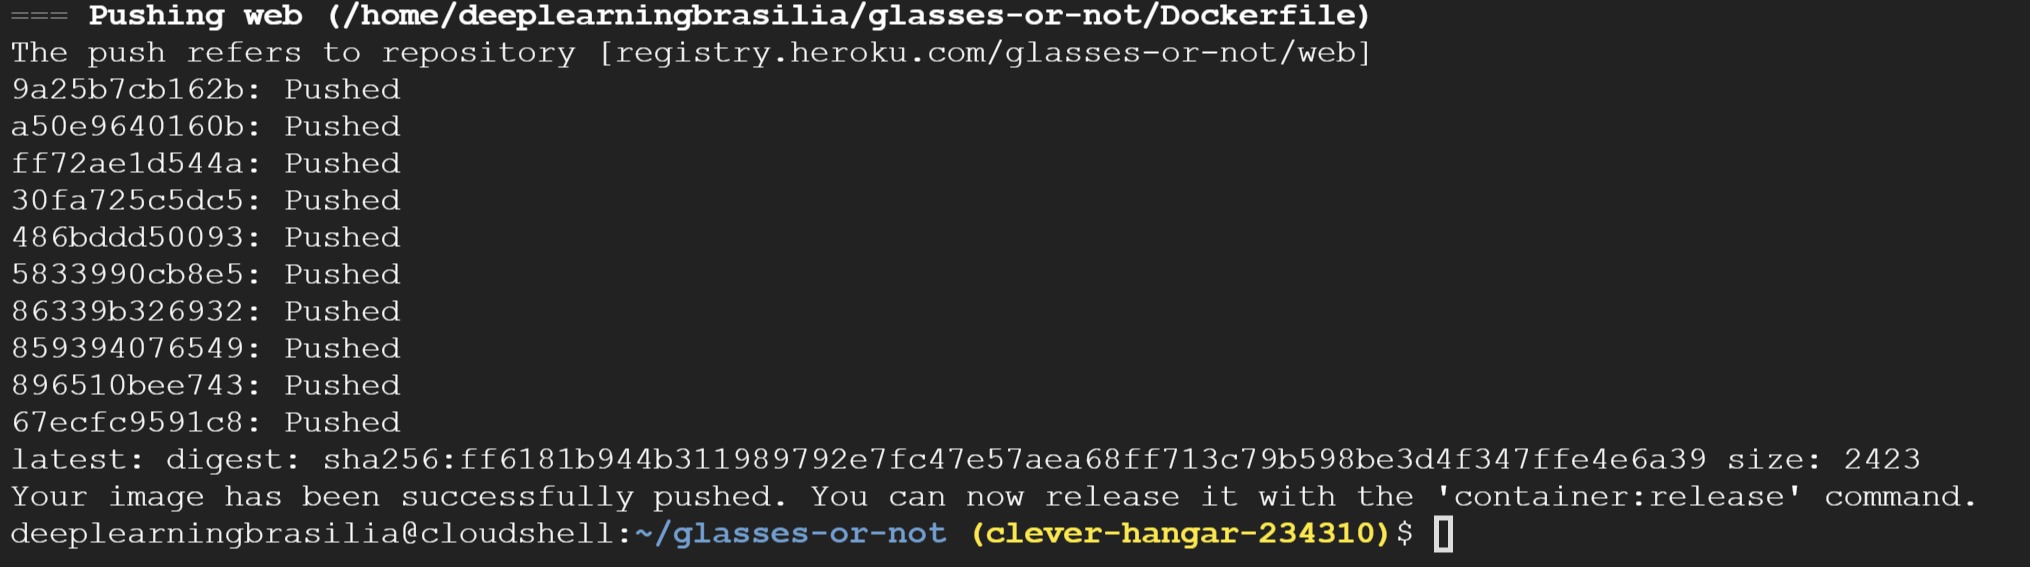 === Pushing web (/home/deeplearningbrasilia/glasses-or-not/Dockerfile)
The push refers to repository [registry.heroku.com/glasses-or-not/web]
9a25b7cb162b: Pushed
a50e9640160b: Pushed
ff72ae1d544a: Pushed
30fa725c5dc5: Pushed
486bddd50093: Pushed
5833990cb8e5: Pushed
86339b326932: Pushed
859394076549: Pushed
896510bee743: Pushed
67ecfc9591c8: Pushed
latest: digest: sha256:ff6181b944b311989792e7fc47e57aea68ff713c79b598be3d4f347ffe4e6a39 size: 2423
Your image has been successfully pushed. You can now release it with the 'container:release' command.
deeplearningbrasilia@cloudshell:~/glasses-or-not (clever-hangar-234310)$